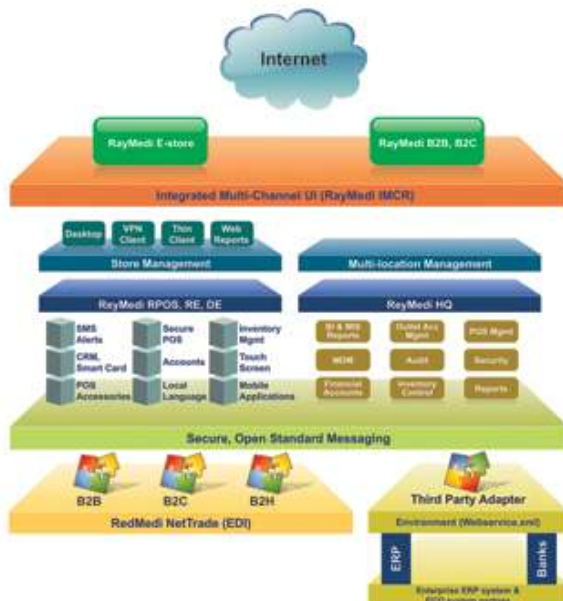 Internet
RayMedi E-store
RayMedi B2B, B2C
Integrated Multi-Channel UI (RayMedi IMCR)
Desktop
VPN
Client
Thin
Client
Web
Reports
Store Management
Multi-location Management
RayMedi RPOS, RE, DE
RayMedi HQ
SMS
Alerts
Secure
POS
Inventory
Mgmt
CRM,
Smart Card
Accounts
Touch
Screen
POS
Accessories
Local
Language
Mobile
Applications
BI & MIS
Reports
Outlet Acs
Mgmt
POS Mgmt
MDM
Audit
Security
Financial
Accounts
Inventory
Control
Reports
Secure, Open Standard Messaging
B2B
B2C
B2H
RedMedi NetTrade (EDI)
Third Party Adapter
Environment (Webservice.xml)
ERP
Banks
Enterprise ERP system &